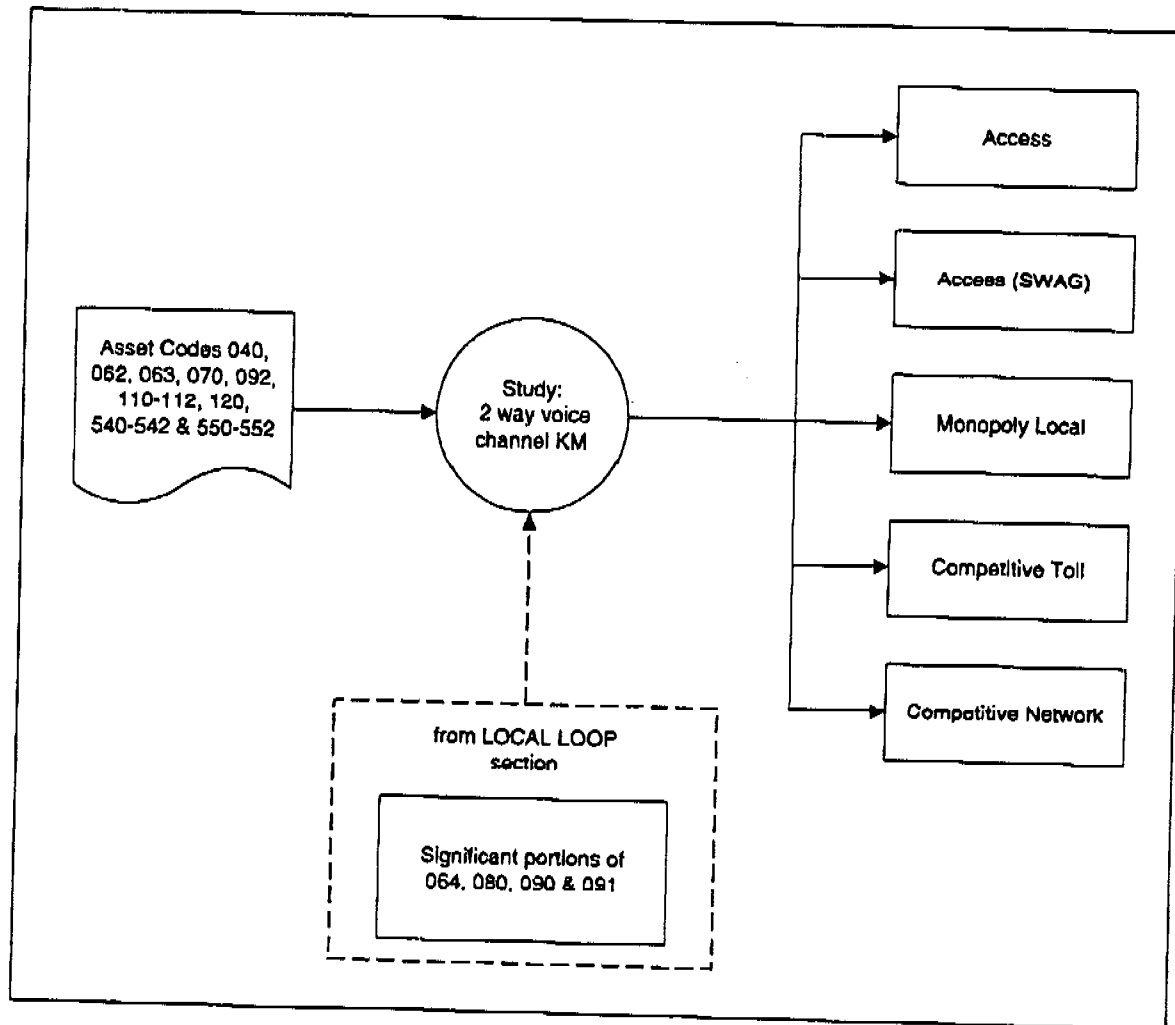 Asset Codes 040,
062, 063, 070, 092,
110-112, 120,
540-542 & 550-552
Study:
2 way voice
channel KM
from LOCAL LOOP
section
Significant portions of
064, 080, 090 & 091
Access
Access (SWAG)
Monopoly Local
Competitive Toll
Competitive Network